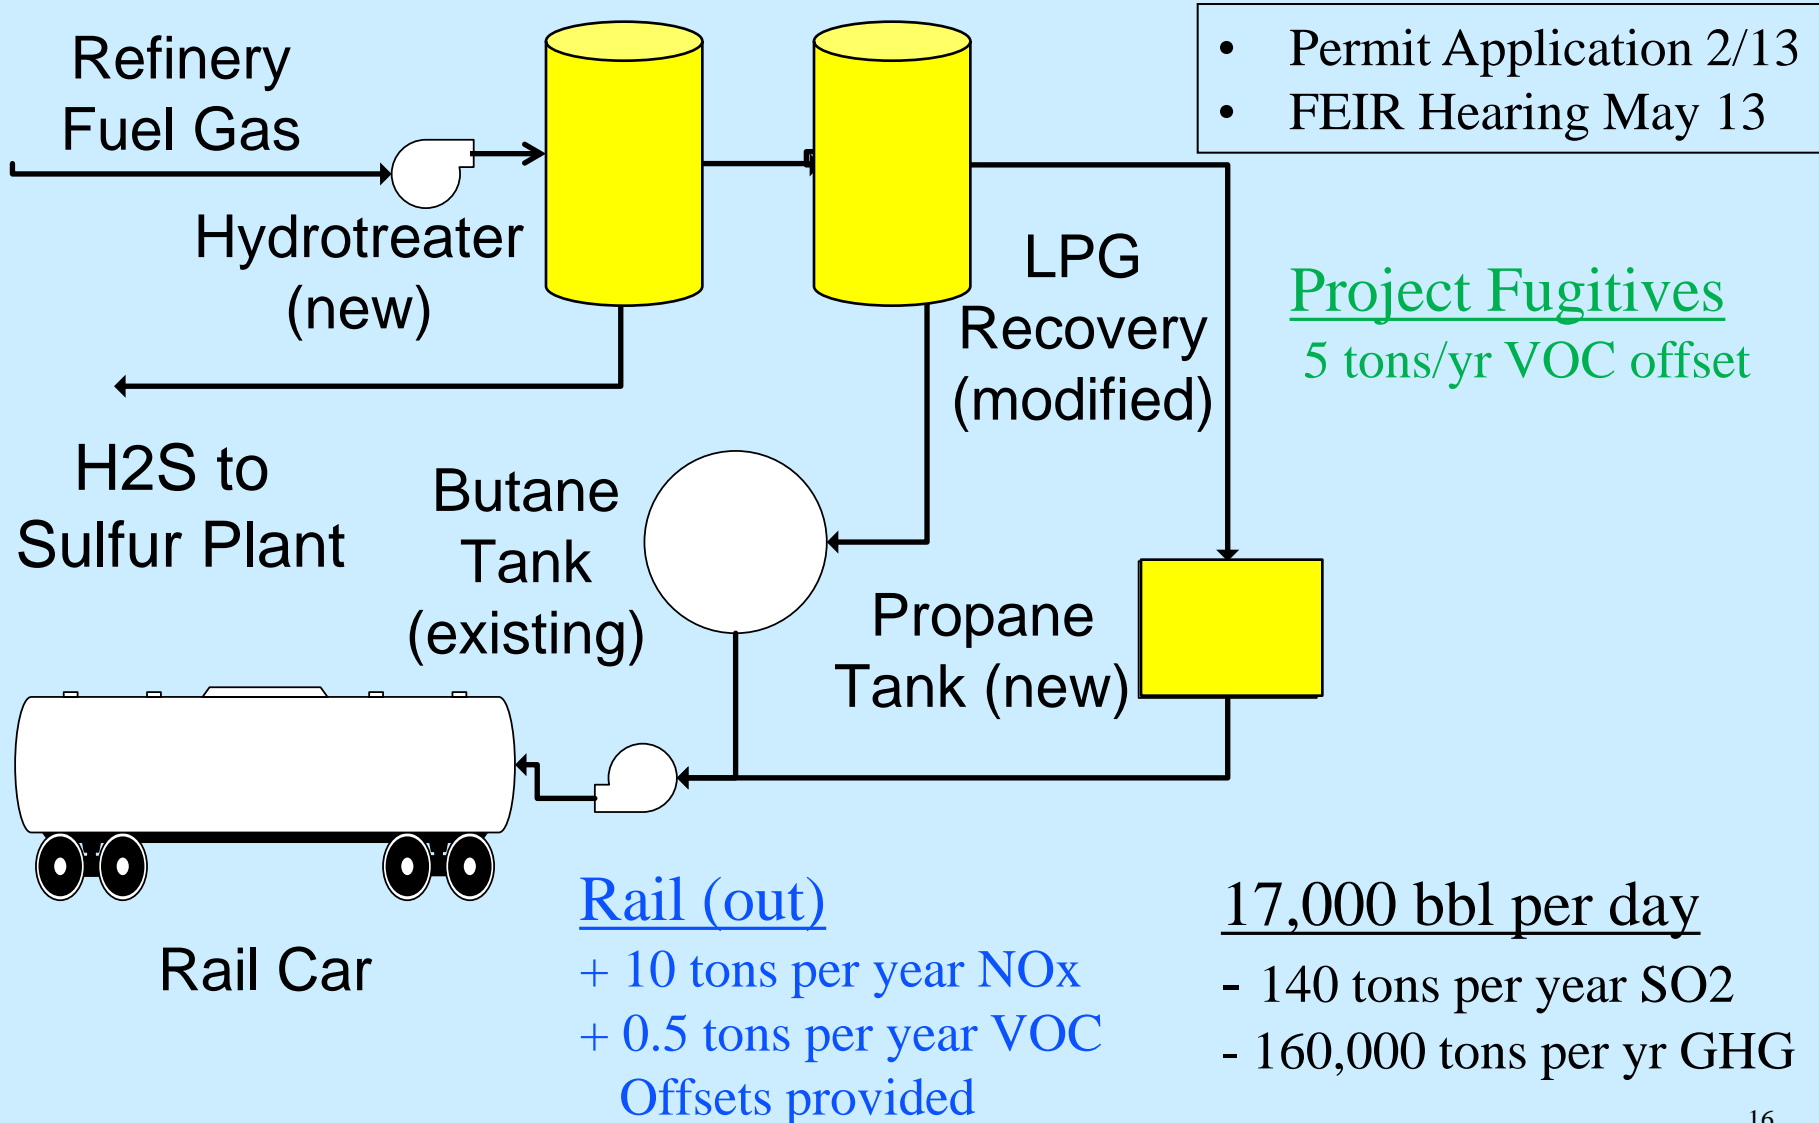 Refinery
Fuel Gas
• Permit Application 2/13
• FEIR Hearing May 13
Hydrotreater
(new)
LPG
Recovery
(modified)
Project Fugitives
5 tons/yr VOC offset
H2S to
Sulfur Plant
Butane
Tank
(existing)
Propane
Tank (new)
Rail Car
Rail (out)
+ 10 tons per year NOx
+ 0.5 tons per year VOC
Offsets provided
17,000 bbl per day
- 140 tons per year SO2
- 160,000 tons per yr GHG
16